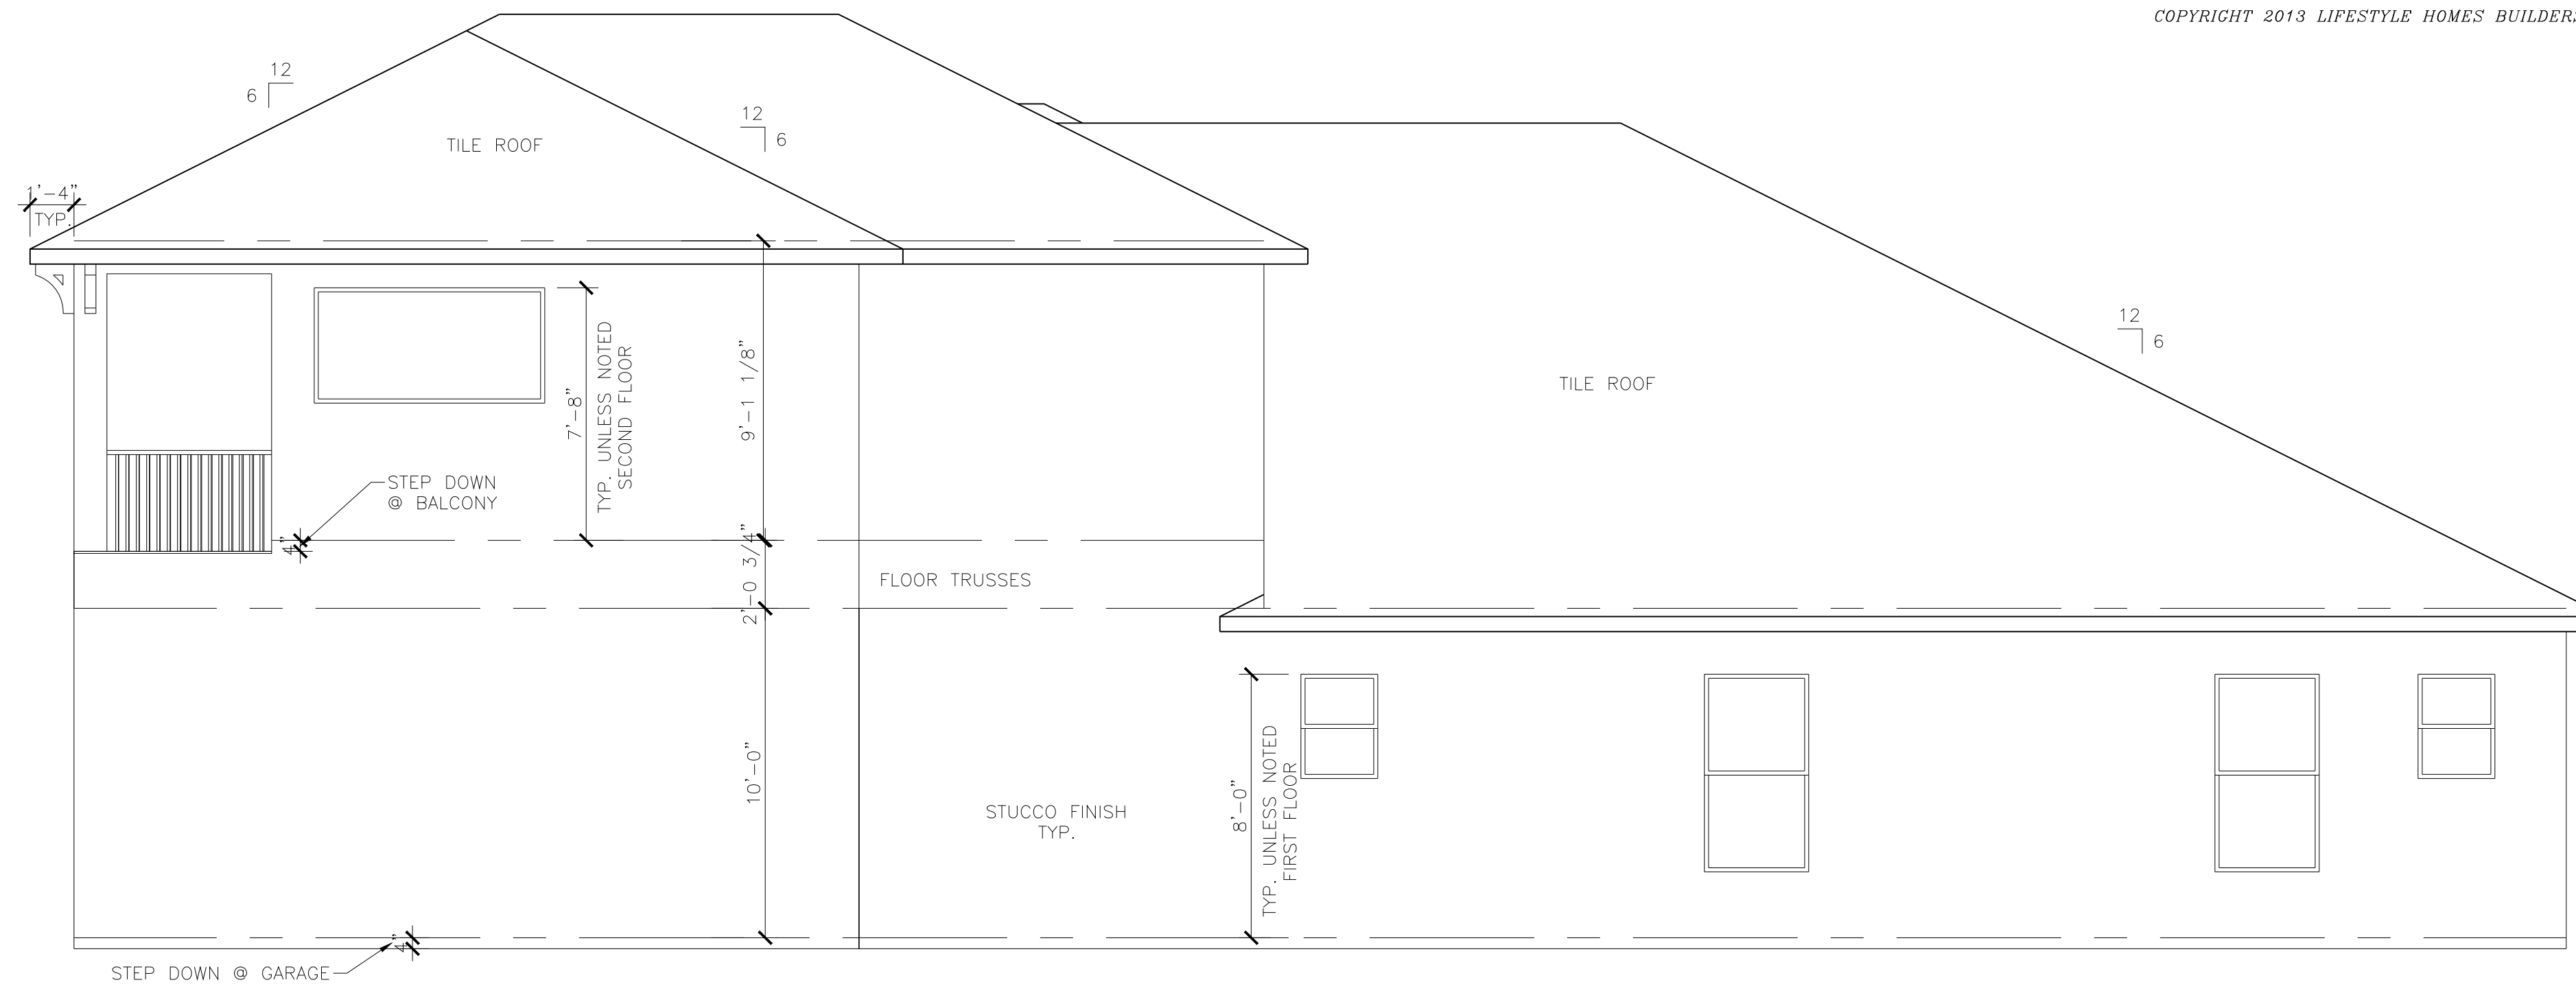 COPYRIGHT 2013 LIFESTYLE HOMES BUILDERS
12
6
12
6
TILE ROOF
1'-4"
TYP.
12
6
TILE ROOF
7'-8"
TYP. UNLESS NOTED
SECOND FLOOR
9'-1 1/8"
STEP DOWN
@ BALCONY
4"
2'-0 3/4"
FLOOR TRUSSES
10'-0"
STUCCO FINISH
TYP.
8'-0"
TYP. UNLESS NOTED
FIRST FLOOR
4"
STEP DOWN @ GARAGE